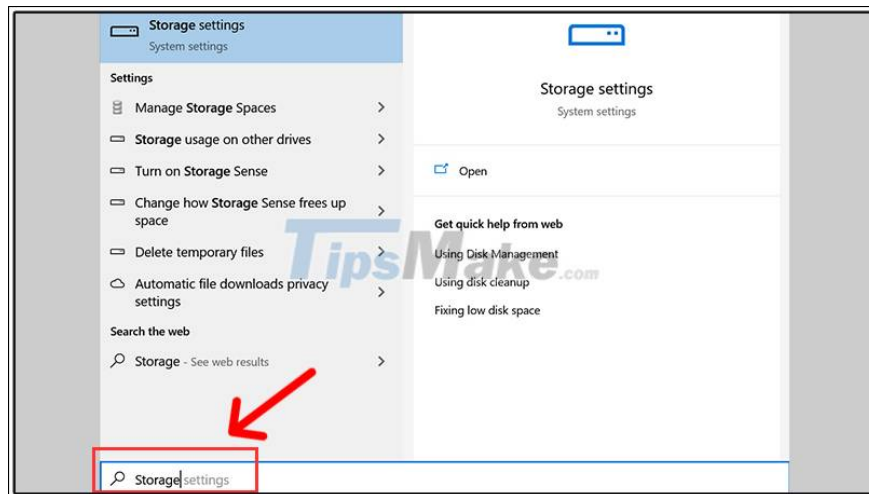 Storage settings
System settings
Settings
Manage Storage Spaces
Storage usage on other drives
Turn on Storage Sense
Change how Storage Sense frees up
space
Delete temporary files
Automatic file downloads privacy
settings
Search the web
Storage - See web results
Storage settings
Storage settings
System settings
Open
Get quick help from web
Using Disk Management
Using disk cleanup
Fixing low disk space
TipsMake.com